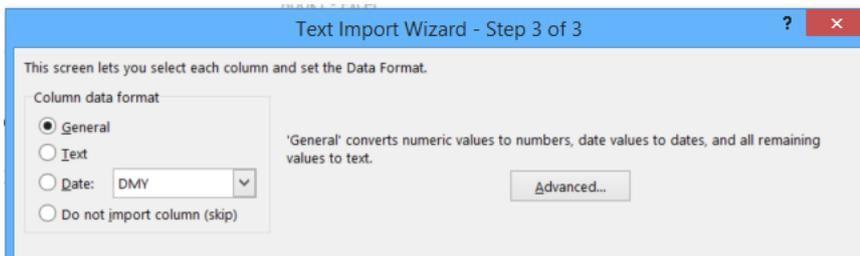 Text Import Wizard - Step 3 of 3
?
This screen lets you select each column and set the Data Format.
Column data format
General
Text
Date: DMY
Do not import column (skip)
'General' converts numeric values to numbers, date values to dates, and all remaining
values to text.
Advanced...